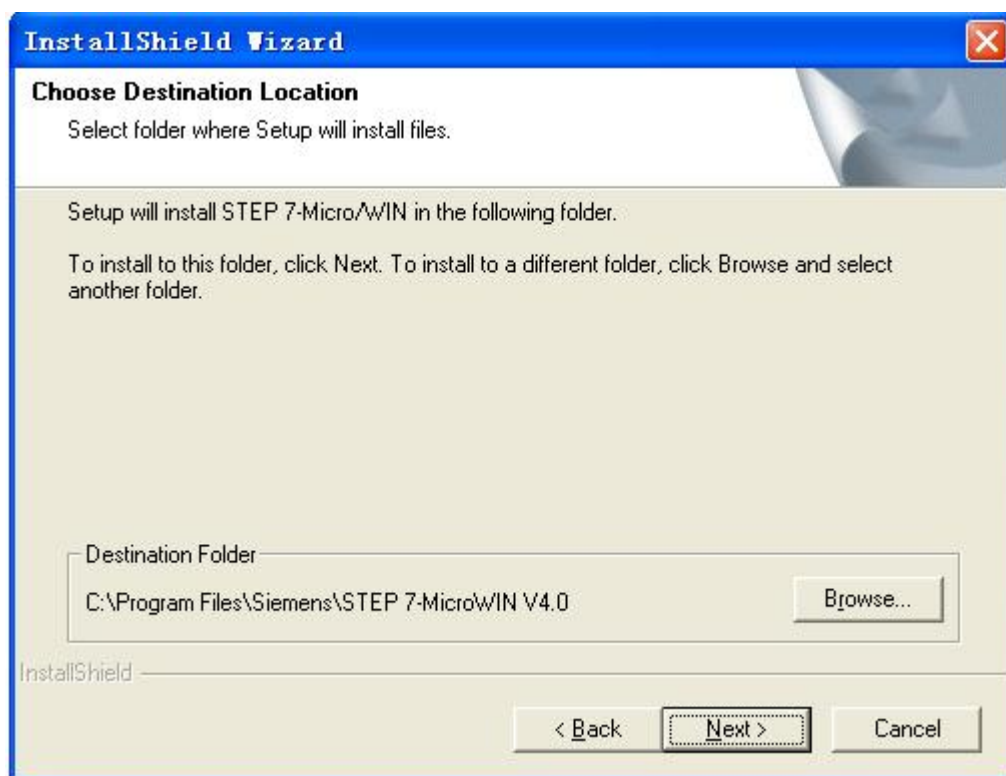 InstallShield Wizard
Choose Destination Location
Select folder where Setup will install files.
Setup will install STEP 7-Micro/WIN in the following folder.
To install to this folder, click Next. To install to a different folder, click Browse and select
another folder.
Destination Folder
C:\Program Files\Siemens\STEP 7-MicroWIN V4.0
Browse...
InstallShield
< Back
Next >
Cancel